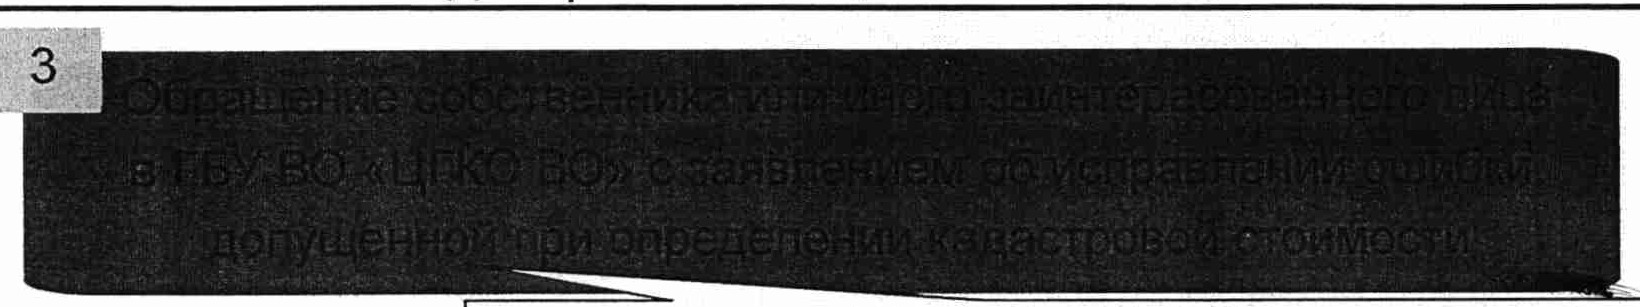 3
Обращение собственника или иного заинтересованного лица
в ГБУ ВО «ЦГКО ВО» с заявлением об исправлении ошибки,
допущенной при определении кадастровой стоимости